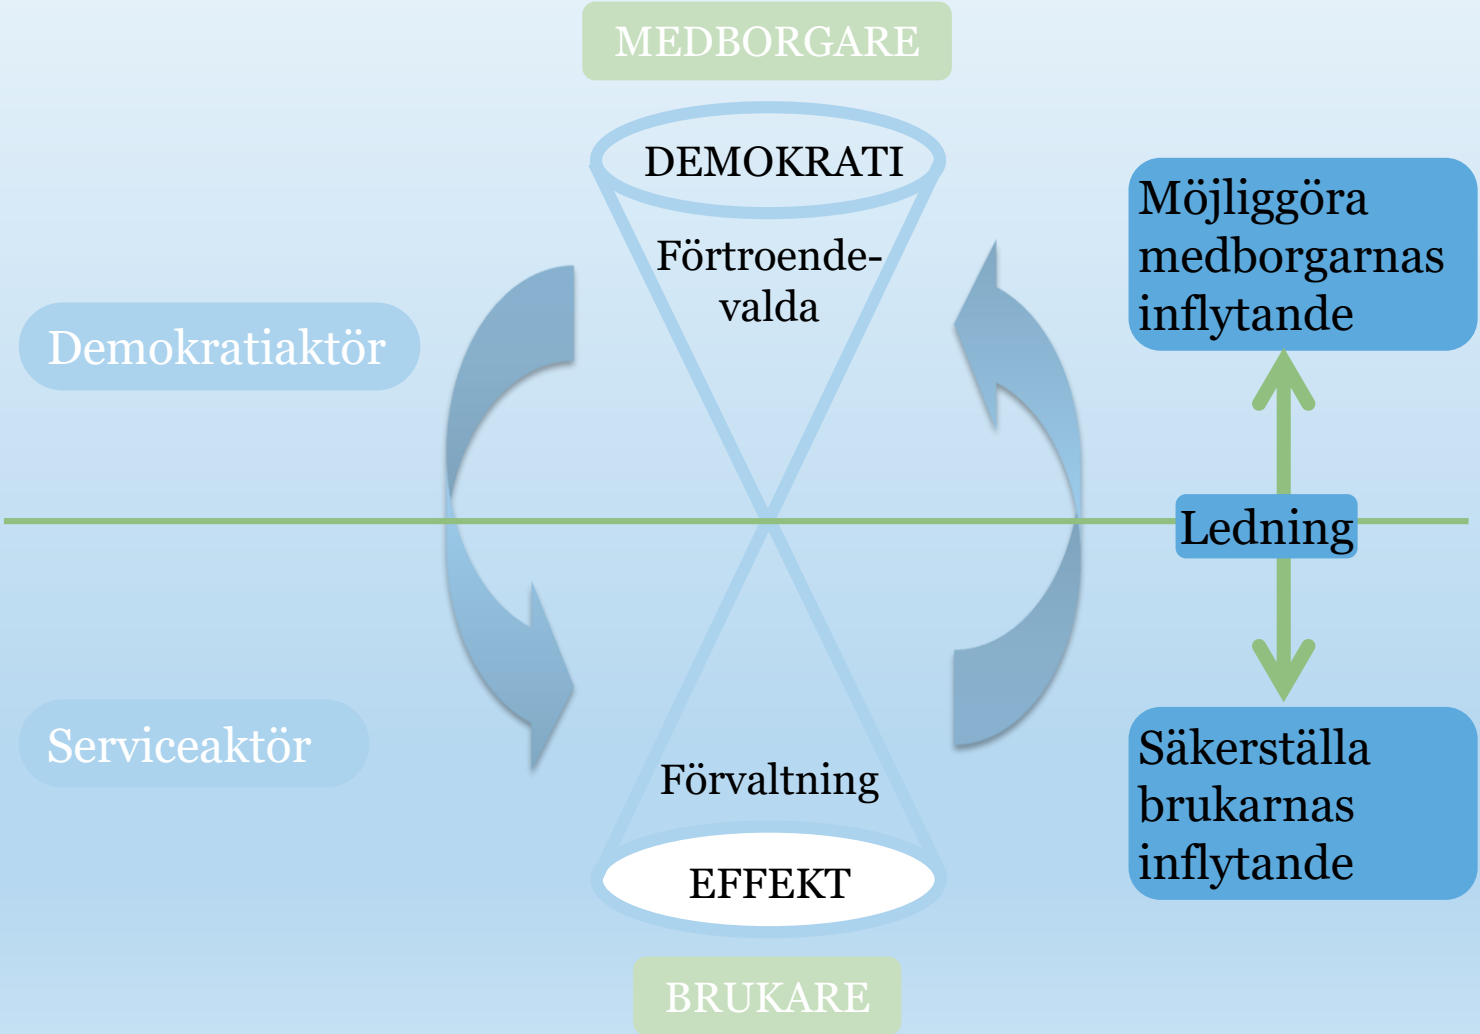 MEDBORGARE
DEMOKRATI
Förtroende-
valda
Möjliggöra
medborgarnas
inflytande
Demokratiaktör
Ledning
Serviceaktör
Förvaltning
EFFEKT
Säkerställa
brukarnas
inflytande
BRUKARE